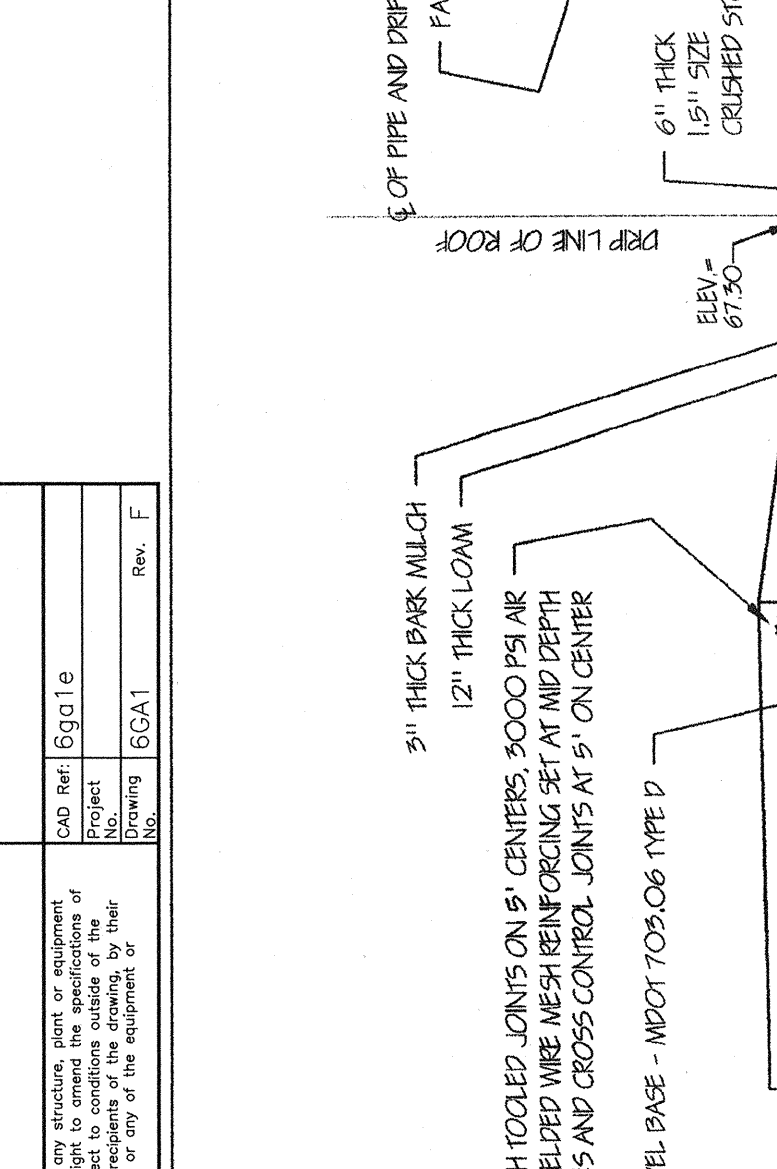 any structure, plant or equipment
ight to amend the specifications of
ect to conditions outside of the
recipients of the drawing, by their
or any of the equipment or
CAD Ref: 6gale
Project
No.
Drawing
No. 6GA1 Rev. F
℄ OF PIPE AND DRIP
FA
6" THICK
1.5" SIZE
CRUSHED ST
DRIP LINE OF ROOF
ELEV.=
67.30
3" THICK BARK MULCH
12" THICK LOAM
H TOOLED JOINTS ON 5' CENTERS, 3000 PSI AIR
ELDED WIRE MESH REINFORCING SET AT MID DEPTH
S AND CROSS CONTROL JOINTS AT 5' ON CENTER
EL BASE - MDOT 703.06 TYPE D